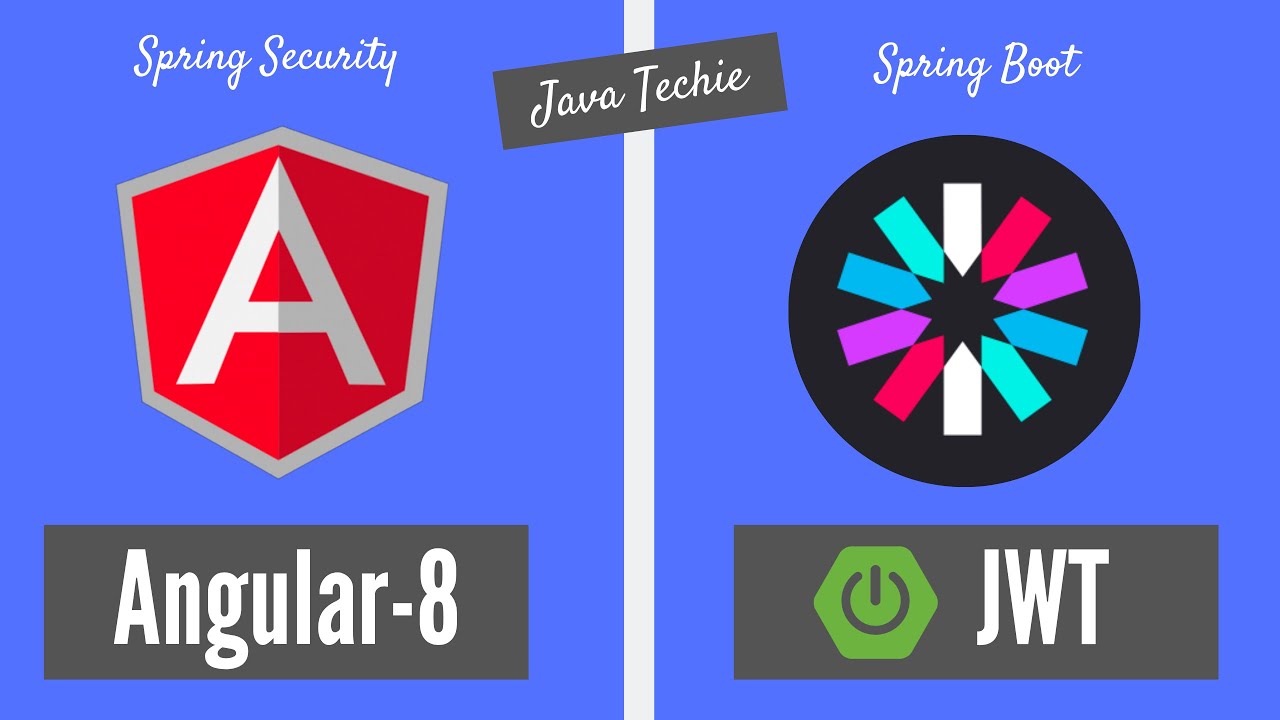 Spring Security
Java Techie
Spring Boot
A
Angular-8
JWT